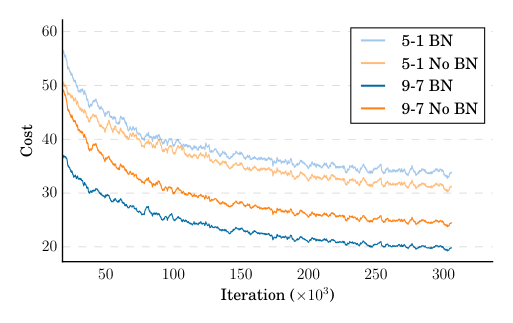 60
50
40
30
20
Cost
5-1 BN
5-1 No BN
9-7 BN
9-7 No BN
50 100 150 200 250 300
Iteration (×10³)